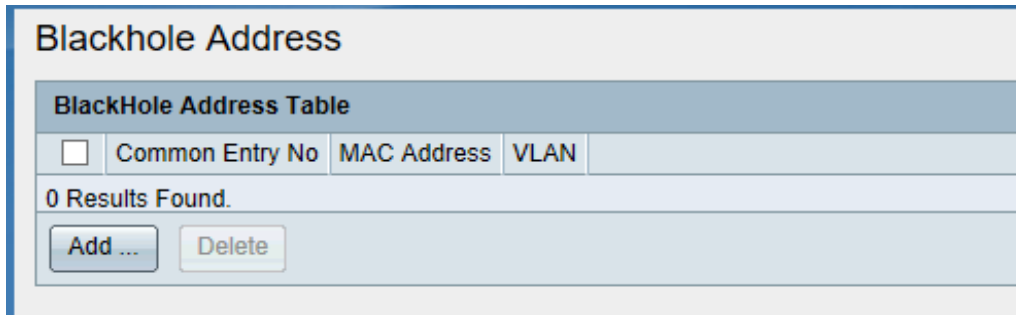 Blackhole Address
BlackHole Address Table
Common Entry No MAC Address VLAN
0 Results Found.
Add ... Delete